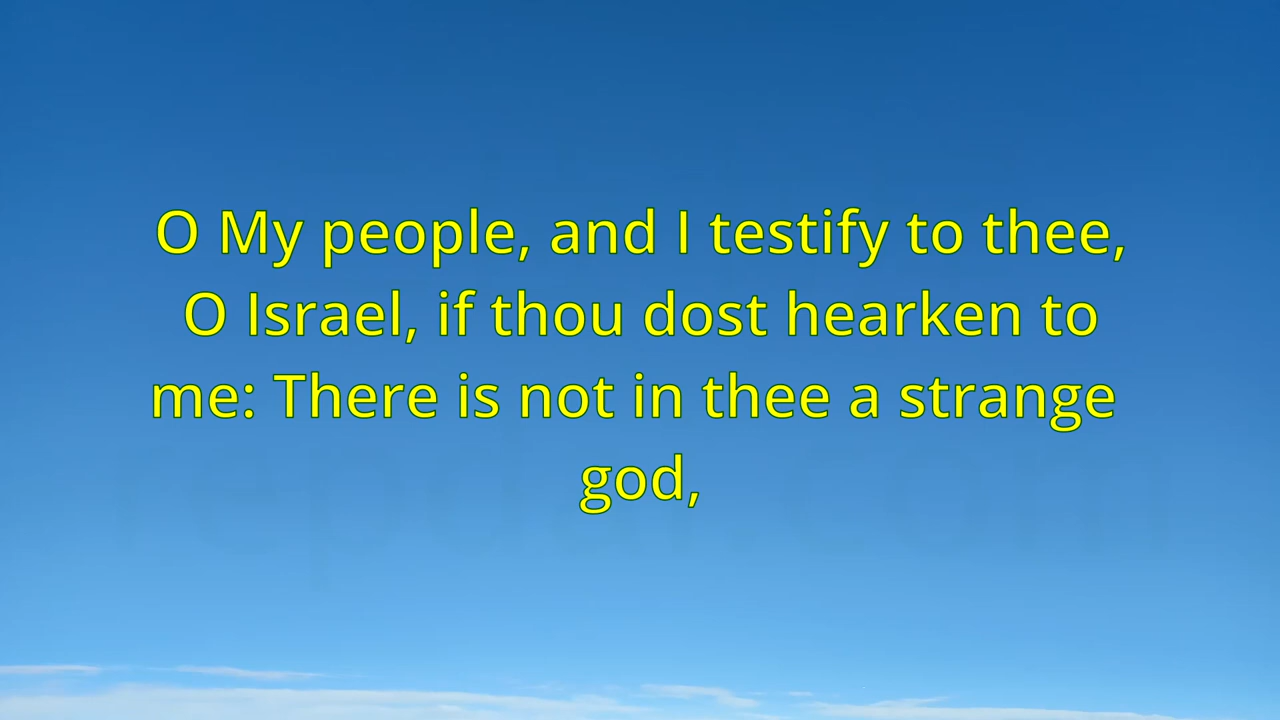 O My people, and I testify to thee,
O Israel, if thou dost hearken to
me: There is not in thee a strange
god,